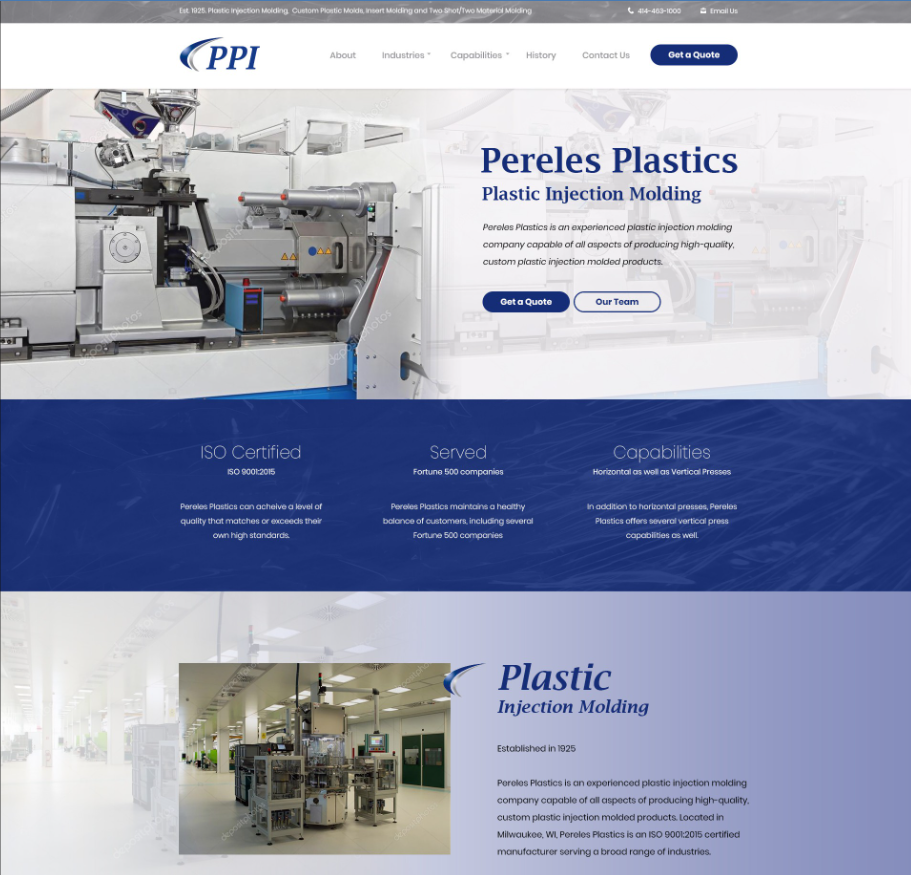 Est. 1925. Plastic Injection Molding,  Custom Plastic Molds, Insert Molding and Two Shot/Two Material Molding
414-463-1000
Email Us
PPI
About
Industries
Capabilities
History
Contact Us
Get a Quote
Pereles Plastics
Plastic Injection Molding
Pereles Plastics is an experienced plastic injection molding
company capable of all aspects of producing high-quality,
custom plastic injection molded products.
Get a Quote
Our Team
ISO Certified
ISO 9001:2015
Pereles Plastics can acheive a level of
quality that matches or exceeds their
own high standards.
Served
Fortune 500 companies
Pereles Plastics maintains a healthy
balance of customers, including several
Fortune 500 companies
Capabilities
Horizontal as well as Vertical Presses
In addition to horizontal presses, Pereles
Plastics offers several vertical press
capabilities as well.
Plastic
Injection Molding
Established in 1925
Pereles Plastics is an experienced plastic injection molding
company capable of all aspects of producing high-quality,
custom plastic injection molded products. Located in
Milwaukee, WI, Pereles Plastics is an ISO 9001:2015 certified
manufacturer serving a broad range of industries.